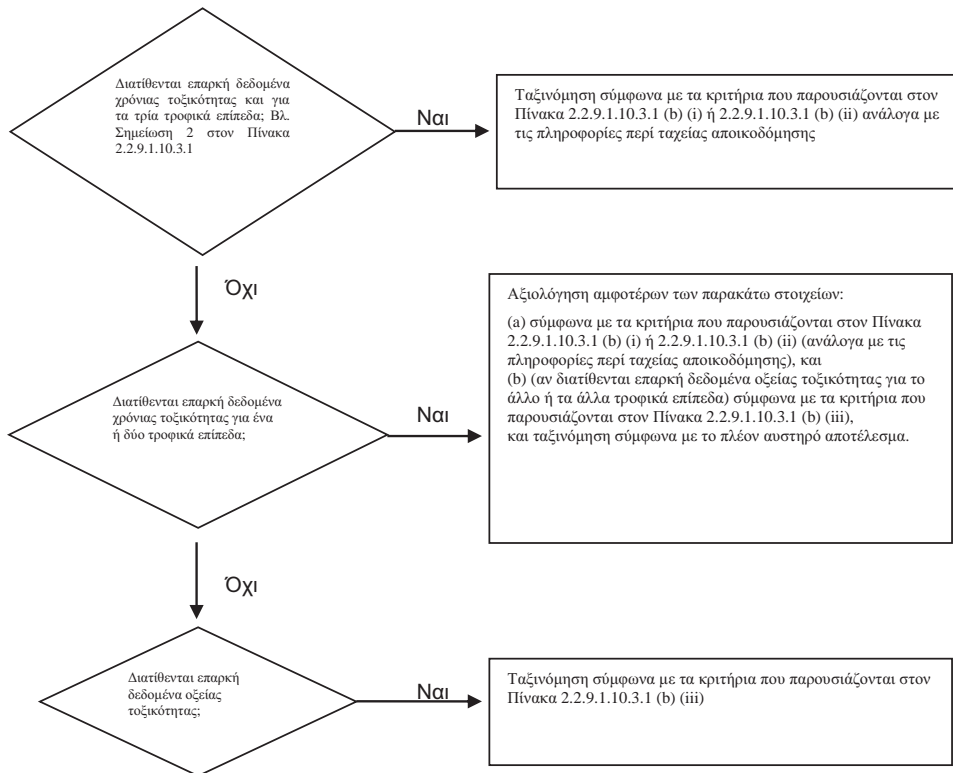 Διατίθενται επαρκή δεδομένα
χρόνιας τοξικότητας και για
τα τρία τροφικά επίπεδα; Βλ.
Σημείωση 2 στον Πίνακα
2.2.9.1.10.3.1
Ναι
Ταξινόμηση σύμφωνα με τα κριτήρια που παρουσιάζονται στον
Πίνακα 2.2.9.1.10.3.1 (b) (i) ή 2.2.9.1.10.3.1 (b) (ii) ανάλογα με
τις πληροφορίες περί ταχείας αποικοδόμησης
Όχι
Διατίθενται επαρκή δεδομένα
χρόνιας τοξικότητας για ένα
ή δύο τροφικά επίπεδα;
Ναι
Αξιολόγηση αμφοτέρων των παρακάτω στοιχείων:
(a) σύμφωνα με τα κριτήρια που παρουσιάζονται στον Πίνακα
2.2.9.1.10.3.1 (b) (i) ή 2.2.9.1.10.3.1 (b) (ii) (ανάλογα με τις
πληροφορίες περί ταχείας αποικοδόμησης), και
(b) (αν διατίθενται επαρκή δεδομένα οξείας τοξικότητας για το
άλλο ή τα άλλα τροφικά επίπεδα) σύμφωνα με τα κριτήρια που
παρουσιάζονται στον Πίνακα 2.2.9.1.10.3.1 (b) (iii),
και ταξινόμηση σύμφωνα με το πλέον αυστηρό αποτέλεσμα.
Όχι
Διατίθενται επαρκή
δεδομένα οξείας
τοξικότητας;
Ναι
Ταξινόμηση σύμφωνα με τα κριτήρια που παρουσιάζονται στον
Πίνακα 2.2.9.1.10.3.1 (b) (iii)